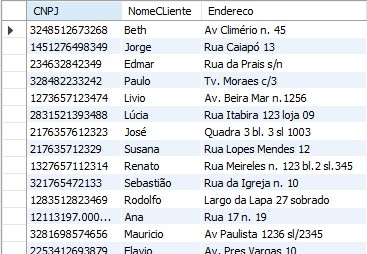 CNPJ NomeCLiente Endereco
3248512673268 Beth Av Climério n. 45
1451276498349 Jorge Rua Caiapó 13
234632842349 Edmar Rua da Prais s/n
328482233242 Paulo Tv. Moraes c/3
1273657123474 Livio Av. Beira Mar n.1256
2831521393488 Lúcia Rua Itabira 123 loja 09
2176357612323 José Quadra 3 bl. 3 sl 1003
217635712329 Susana Rua Lopes Mendes 12
1327657112314 Renato Rua Meireles n. 123 bl.2 sl.345
321765472133 Sebastião Rua da Igreja n. 10
1283512823469 Rodolfo Largo da Lapa 27 sobrado
12113197.000... Ana Rua 17 n. 19
3281698574656 Mauricio Av Paulista 1236 sl/2345
2253412693879 Flavio Av. Pres Vargas 10